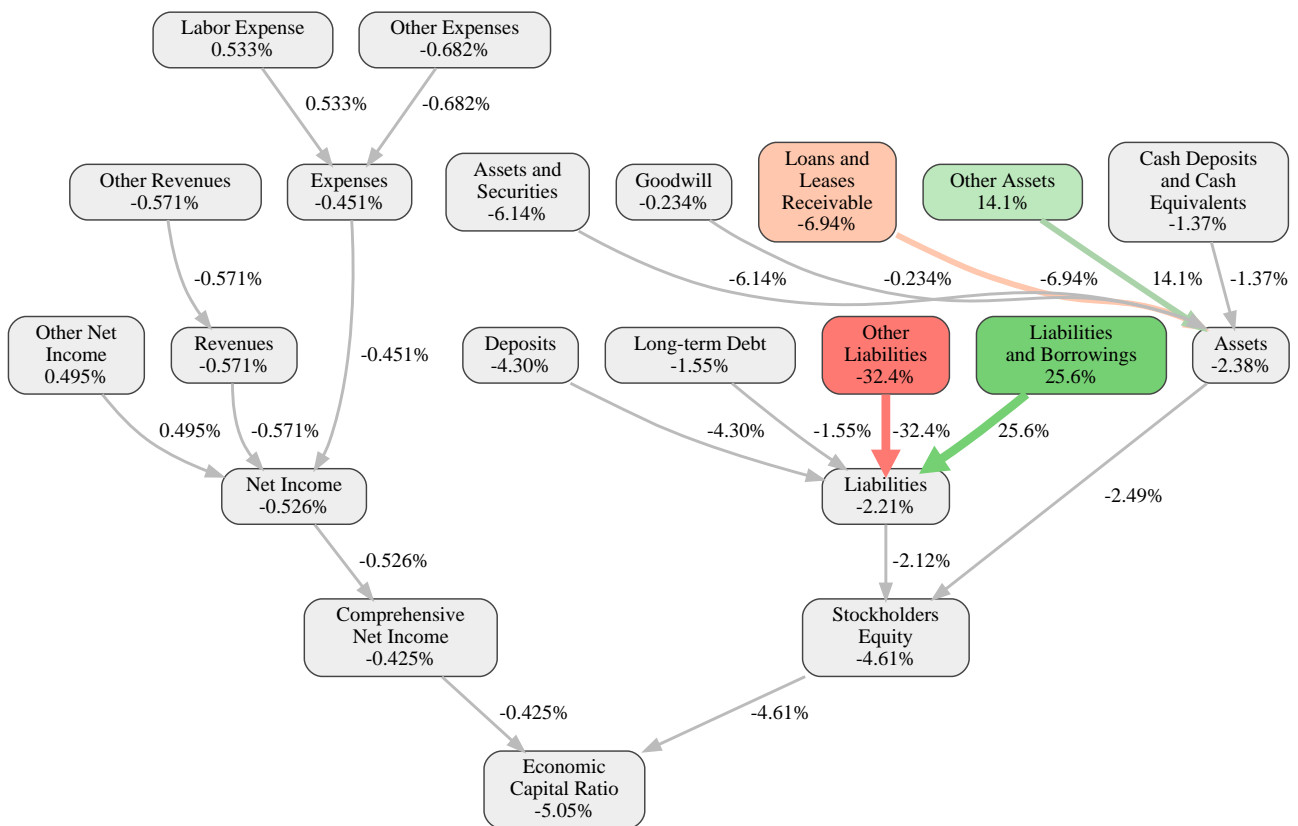 Labor Expense
0.533%
Other Expenses
-0.682%
0.533%
-0.682%
Other Revenues
-0.571%
Expenses
-0.451%
Assets and
Securities
-6.14%
Goodwill
-0.234%
Loans and
Leases
Receivable
-6.94%
Other Assets
14.1%
Cash Deposits
and Cash
Equivalents
-1.37%
-0.571%
-6.14%
-0.234%
-6.94%
14.1%
-1.37%
Other Net
Income
0.495%
Revenues
-0.571%
-0.451%
Deposits
-4.30%
Long-term Debt
-1.55%
Other
Liabilities
-32.4%
Liabilities
and Borrowings
25.6%
Assets
-2.38%
0.495%
-0.571%
-4.30%
-1.55%
-32.4%
25.6%
Net Income
-0.526%
Liabilities
-2.21%
-2.49%
-0.526%
-2.12%
Comprehensive
Net Income
-0.425%
Stockholders
Equity
-4.61%
-0.425%
-4.61%
Economic
Capital Ratio
-5.05%